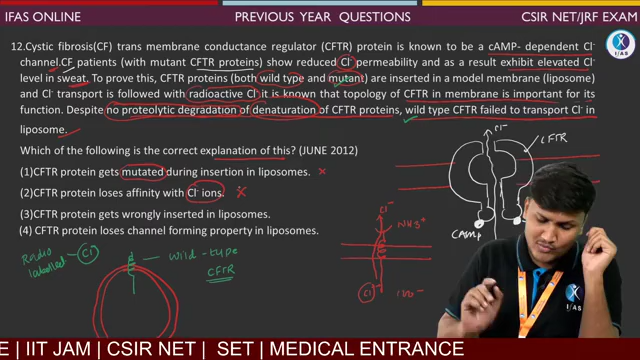 IFAS ONLINE
PREVIOUS YEAR QUESTIONS
CSIR NET/JRF EXAM
12.Cystic fibrosis(CF) trans membrane conductance regulator (CFTR) protein is known to be a cAMP-dependent Cl⁻
channel.CF patients (with mutant CFTR proteins) show reduced Cl⁻ permeability and as a result exhibit elevated Cl⁻
level in sweat. To prove this, CFTR proteins (both wild type and mutant) are inserted in a model membrane (liposome)
and Cl⁻ transport is followed with radioactive Cl⁻ it is known that topology of CFTR in membrane is important for its
function. Despite no proteolytic degradation of denaturation of CFTR proteins, wild type CFTR failed to transport Cl⁻ in
liposome.
Which of the following is the correct explanation of this? (JUNE 2012)
(1)CFTR protein gets mutated during insertion in liposomes. ×
(2)CFTR protein loses affinity with Cl⁻ ions. ×
(3)CFTR protein gets wrongly inserted in liposomes.
(4) CFTR protein loses channel forming property in liposomes.
Radio
labelled
Cl
Wild-type
CFTR
Cl⁻
NH3⁺
Cl⁻
COO⁻
Cl⁻
CFTR
CAMP
iFAS
E | IIT JAM | CSIR NET | SET | MEDICAL ENTRANCE